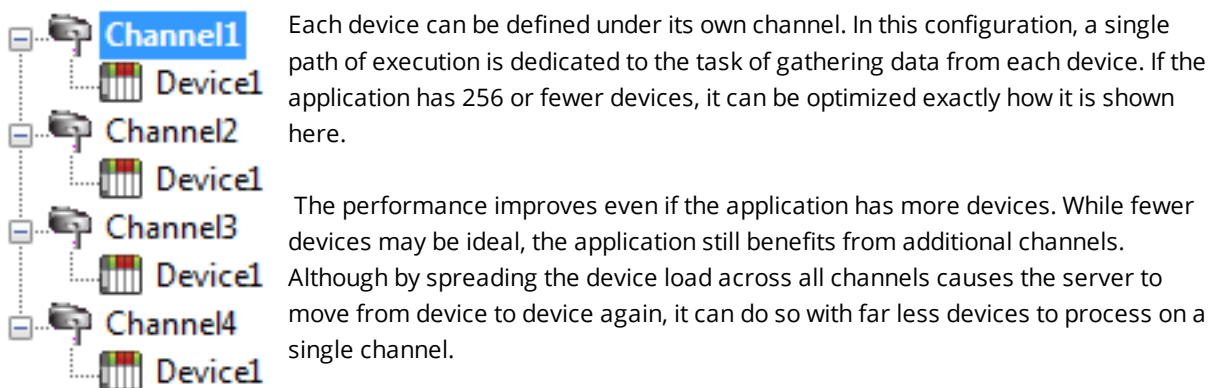 Channel1
Device1
Channel2
Device1
Channel3
Device1
Channel4
Device1
Each device can be defined under its own channel. In this configuration, a single
path of execution is dedicated to the task of gathering data from each device. If the
application has 256 or fewer devices, it can be optimized exactly how it is shown
here.
The performance improves even if the application has more devices. While fewer
devices may be ideal, the application still benefits from additional channels.
Although by spreading the device load across all channels causes the server to
move from device to device again, it can do so with far less devices to process on a
single channel.